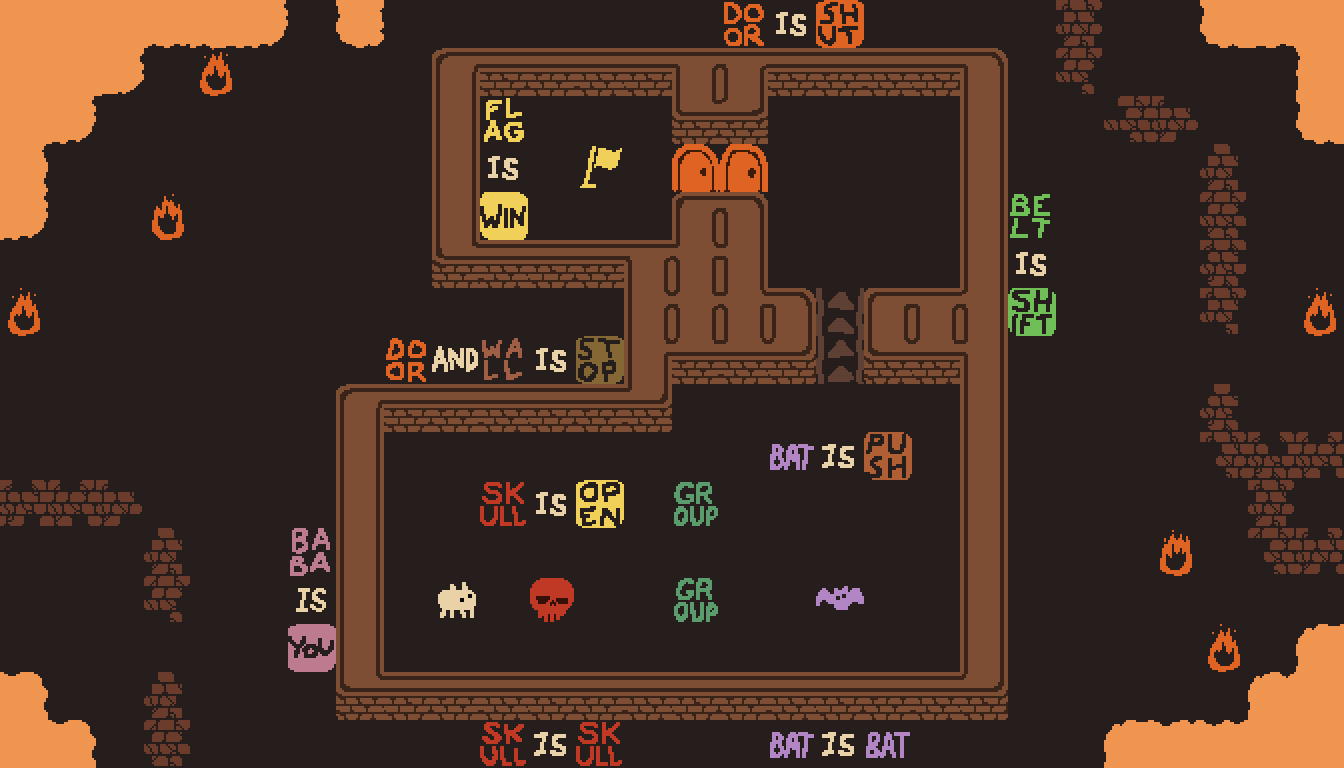 DOOR IS SHUT
FLAG
IS
WIN
BELT
IS
SHIFT
DOOR AND WALL IS STOP
BAT IS PUSH
SKULL IS OPEN GROUP
BABA
IS
YOU
GROUP
SKULL IS SKULL
BAT IS BAT